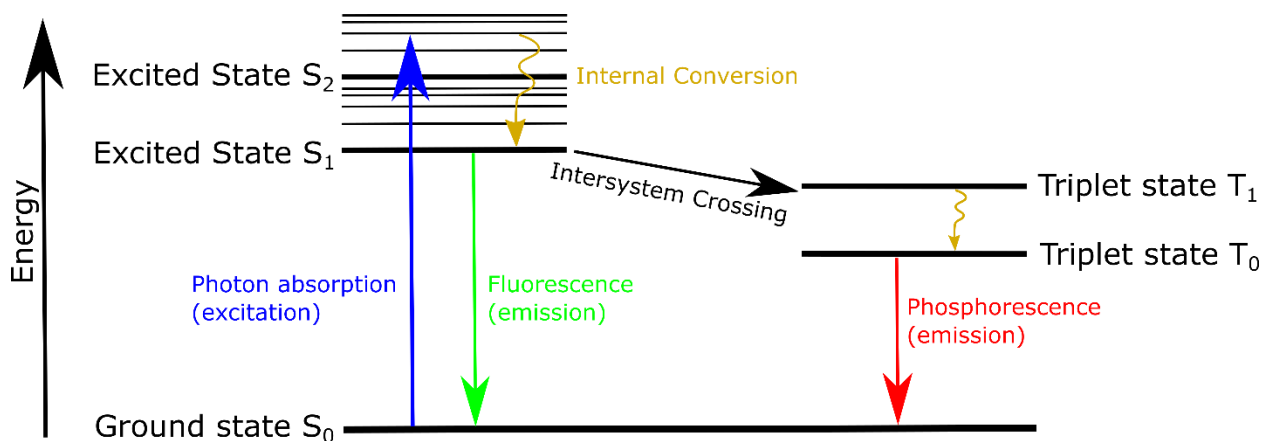 Energy
Excited State S₂
Internal Conversion
Excited State S₁
Intersystem Crossing
Triplet state T₁
Triplet state T₀
Photon absorption
(excitation)
Fluorescence
(emission)
Phosphorescence
(emission)
Ground state S₀